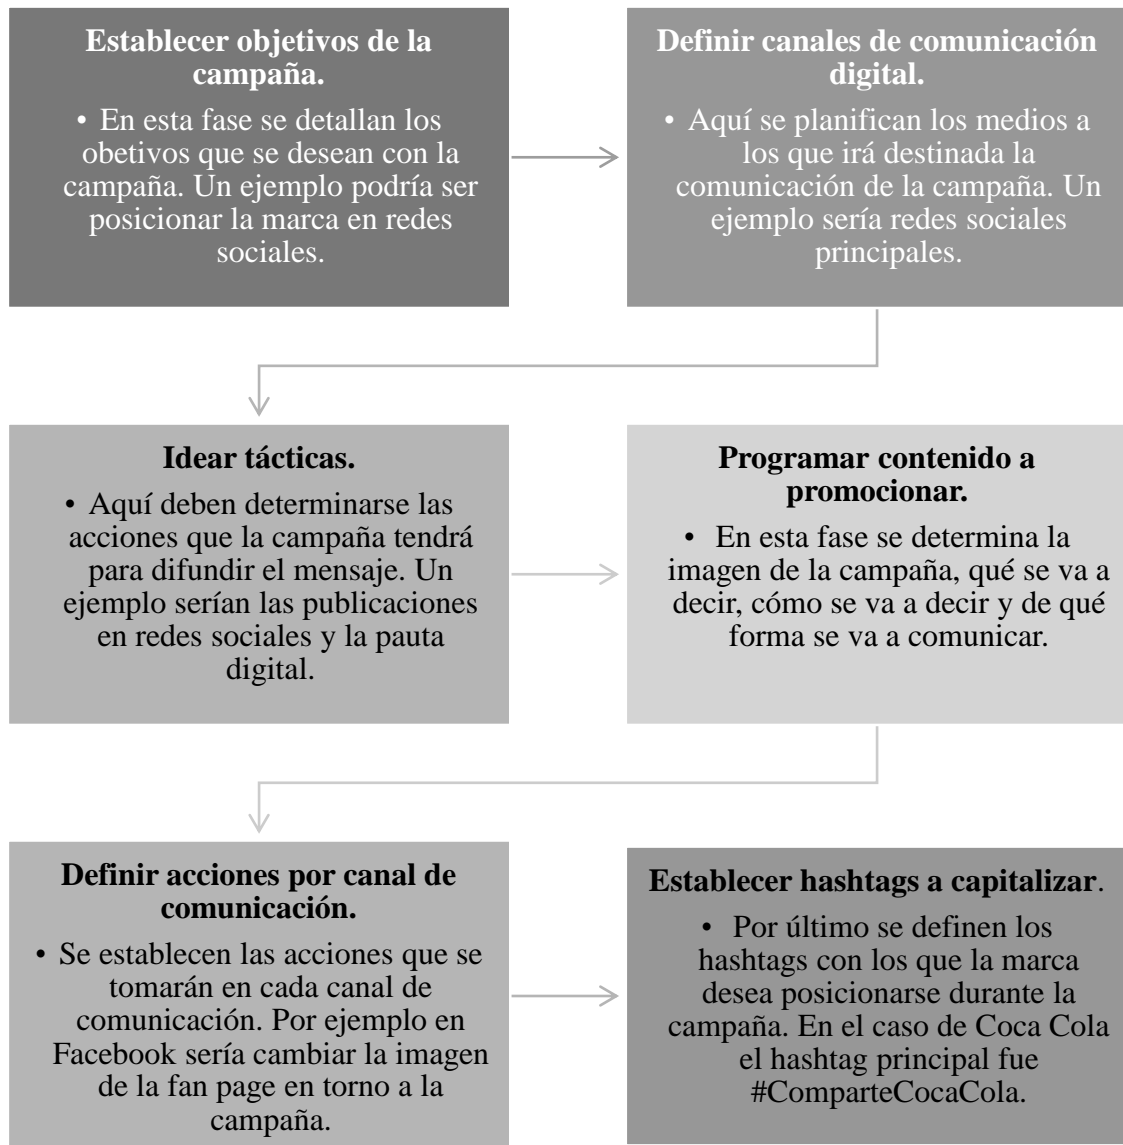 Establecer objetivos de la
campaña.
• En esta fase se detallan los
obetivos que se desean con la
campaña. Un ejemplo podría ser
posicionar la marca en redes
sociales.
Definir canales de comunicación
digital.
• Aquí se planifican los medios a
los que irá destinada la
comunicación de la campaña. Un
ejemplo sería redes sociales
principales.
Idear tácticas.
• Aquí deben determinarse las
acciones que la campaña tendrá
para difundir el mensaje. Un
ejemplo serían las publicaciones
en redes sociales y la pauta
digital.
Programar contenido a
promocionar.
• En esta fase se determina la
imagen de la campaña, qué se va a
decir, cómo se va a decir y de qué
forma se va a comunicar.
Definir acciones por canal de
comunicación.
• Se establecen las acciones que se
tomarán en cada canal de
comunicación. Por ejemplo en
Facebook sería cambiar la imagen
de la fan page en torno a la
campaña.
Establecer hashtags a capitalizar.
• Por último se definen los
hashtags con los que la marca
desea posicionarse durante la
campaña. En el caso de Coca Cola
el hashtag principal fue
#ComparteCocaCola.